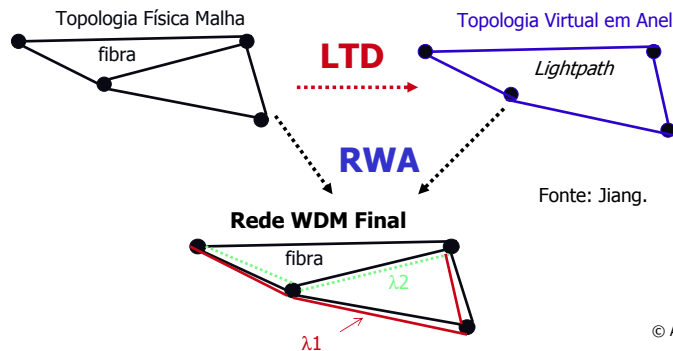 Topologia Física Malha
fibra
LTD
Topologia Virtual em Anel
Lightpath
RWA
Fonte: Jiang.
Rede WDM Final
fibra
λ2
λ1
© A